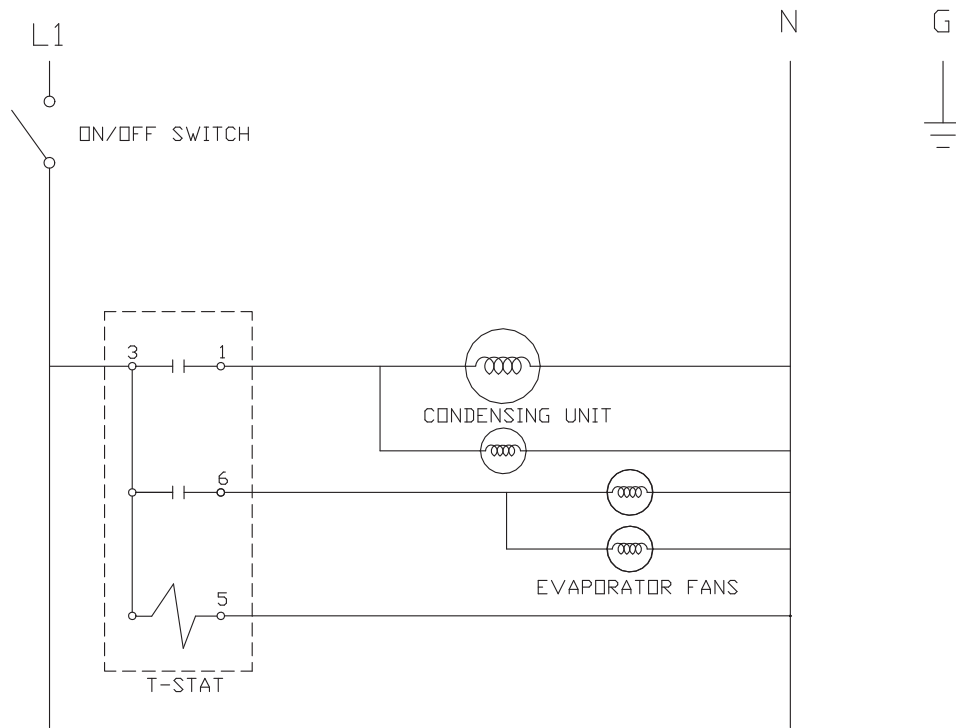 L1
N
G
ON/OFF SWITCH
3
1
CONDENSING UNIT
6
EVAPORATOR FANS
5
T-STAT